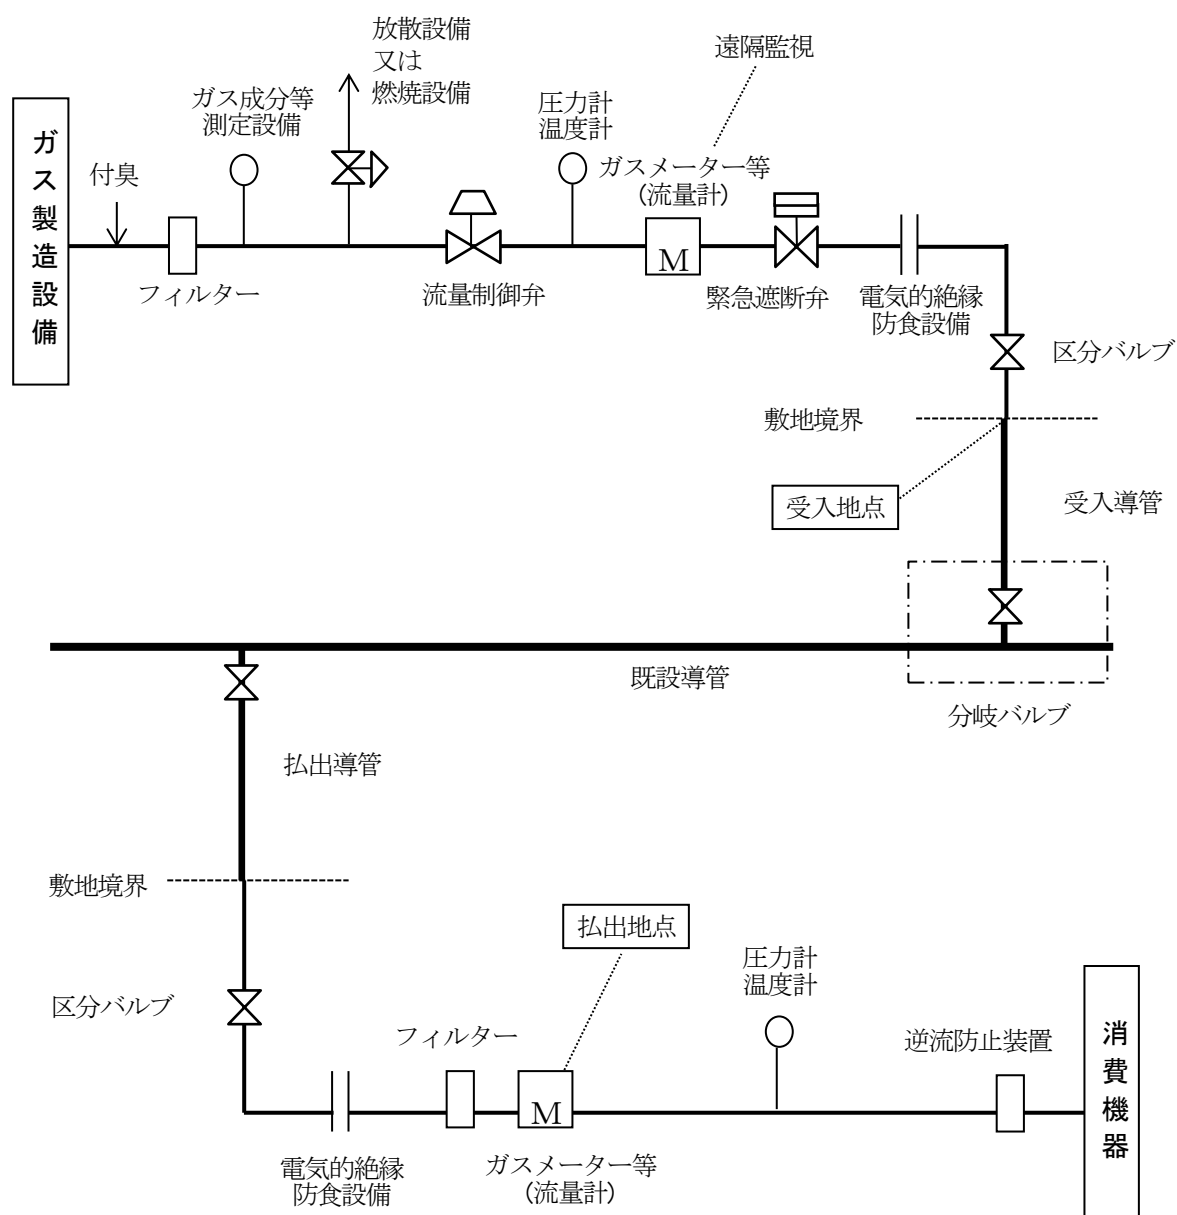 放散設備
又は
燃焼設備
遠隔監視
ガス成分等
測定設備
圧力計
温度計
ガス製造設備
付臭
ガスメーター等
(流量計)
M
フィルター
流量制御弁
緊急遮断弁
電気的絶縁
防食設備
区分バルブ
敷地境界
受入地点
受入導管
既設導管
分岐バルブ
払出導管
敷地境界
払出地点
圧力計
温度計
区分バルブ
フィルター
逆流防止装置
消費機器
M
電気的絶縁
防食設備
ガスメーター等
(流量計)